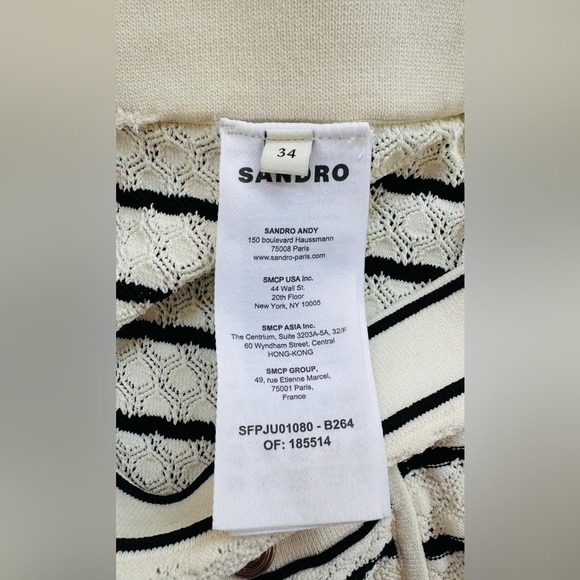 34
SANDRO
SANDRO ANDY
150 boulevard Haussmann
75008 Paris
www.sandro-paris.com
SMCP USA Inc.
44 Wall St.
20th Floor
New York, NY 10005
SMCP ASIA Inc.
The Centrium, Suite 3203A-5A, 32/F
60 Wyndham Street, Central
HONG-KONG
SMCP GROUP,
49, rue Etienne Marcel,
75001 Paris,
France
SFPJU01080 - B264
OF: 185514